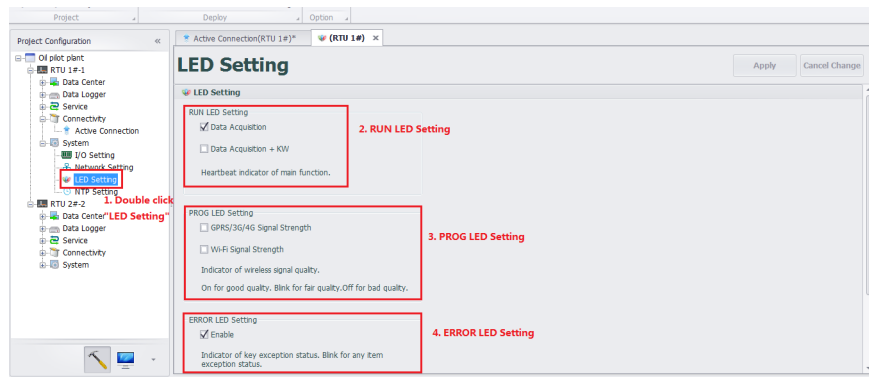 Project
Deploy
Option
Project Configuration
Active Connection(RTU 1#)*
(RTU 1#)
Oil pilot plant
RTU 1#-1
Data Center
Data Logger
Service
Connectivity
Active Connection
System
I/O Setting
Network Setting
LED Setting
NTP Setting
1. Double click
"LED Setting"
RTU 2#-2
Data Center
Data Logger
Service
Connectivity
System
LED Setting
Apply
Cancel Change
LED Setting
RUN LED Setting
Data Acquisition
2. RUN LED Setting
Data Acquisition + KW
Heartbeat indicator of main function.
PROG LED Setting
GPRS/3G/4G Signal Strength
3. PROG LED Setting
Wi-Fi Signal Strength
Indicator of wireless signal quality.
On for good quality. Blink for fair quality.Off for bad quality.
ERROR LED Setting
Enable
4. ERROR LED Setting
Indicator of key exception status. Blink for any item
exception status.